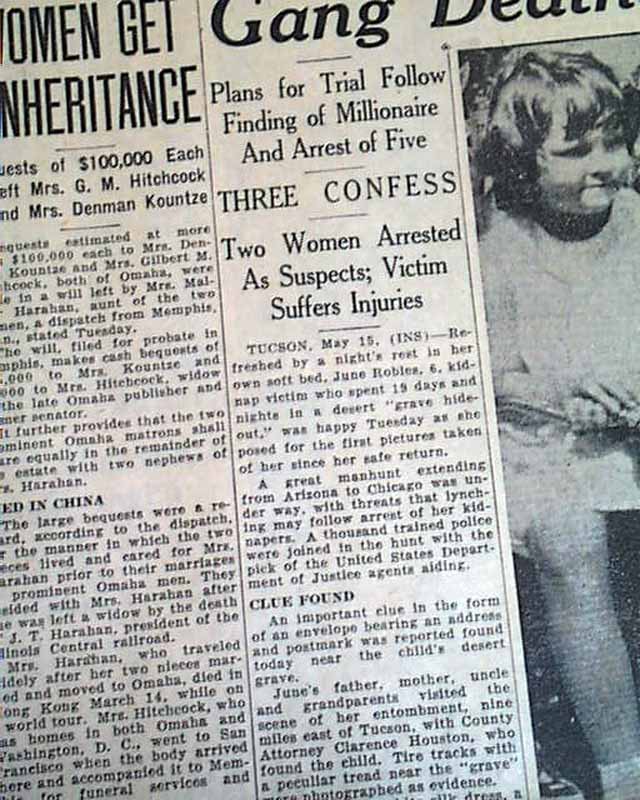 WOMEN GET
INHERITANCE
uests of $100,000 Each
eft Mrs. G. M. Hitchcock
nd Mrs. Denman Kountze
equests estimated at more
$100,000 each to Mrs. Den-
Kountze and Mrs. Gilbert M.
hcock, both of Omaha, were
e in a will left by Mrs. Mal-
Harahan, aunt of the two
men, a dispatch from Memphis,
n., stated Tuesday.
he will, filed for probate in
mphis, makes cash bequests of
,000 to Mrs. Kountze and
000 to Mrs. Hitchcock, widow
the late Omaha publisher and
mer senator.
It further provides that the two
ominent Omaha matrons shall
are equally in the remainder of
estate with two nephews of
rs. Harahan.
ED IN CHINA
The large bequests were a re-
ard, according to the dispatch,
r the manner in which the two
eces lived and cared for Mrs.
arahan prior to their marriages
prominent Omaha men. They
esided with Mrs. Harahan after
e was left a widow by the death
J. T. Harahan, president of the
linois Central railroad.
Mrs. Harahan, who traveled
idely after her two nieces mar-
ed and moved to Omaha, died in
ong Kong March 14, while on
world tour. Mrs. Hitchcock, who
as homes in both Omaha and
ashington, D. C., went to San
rancisco when the body arrived
here and accompanied it to Mem-
for funeral services and
Gang Death
Plans for Trial Follow
Finding of Millionaire
And Arrest of Five
THREE CONFESS
Two Women Arrested
As Suspects; Victim
Suffers Injuries
TUCSON, May 15, (INS)—Re-
freshed by a night's rest in her
own soft bed, June Robles, 6, kid-
nap victim who spent 19 days and
nights in a desert "grave hide-
out," was happy Tuesday as she
posed for the first pictures taken
of her since her safe return.
A great manhunt extending
from Arizona to Chicago was un-
der way, with threats that lynch-
ing may follow arrest of her kid-
napers. A thousand trained police
were joined in the hunt with the
pick of the United States Depart-
ment of Justice agents aiding.
CLUE FOUND
An important clue in the form
of an envelope bearing an address
and postmark was reported found
today near the child's desert
grave.
June's father, mother, uncle
and grandparents visited the
scene of her entombment, nine
miles east of Tucson, with County
Attorney Clarence Houston, who
found the child. Tire tracks with
a peculiar tread near the "grave"
were photographed as evidence.
silk dress, a